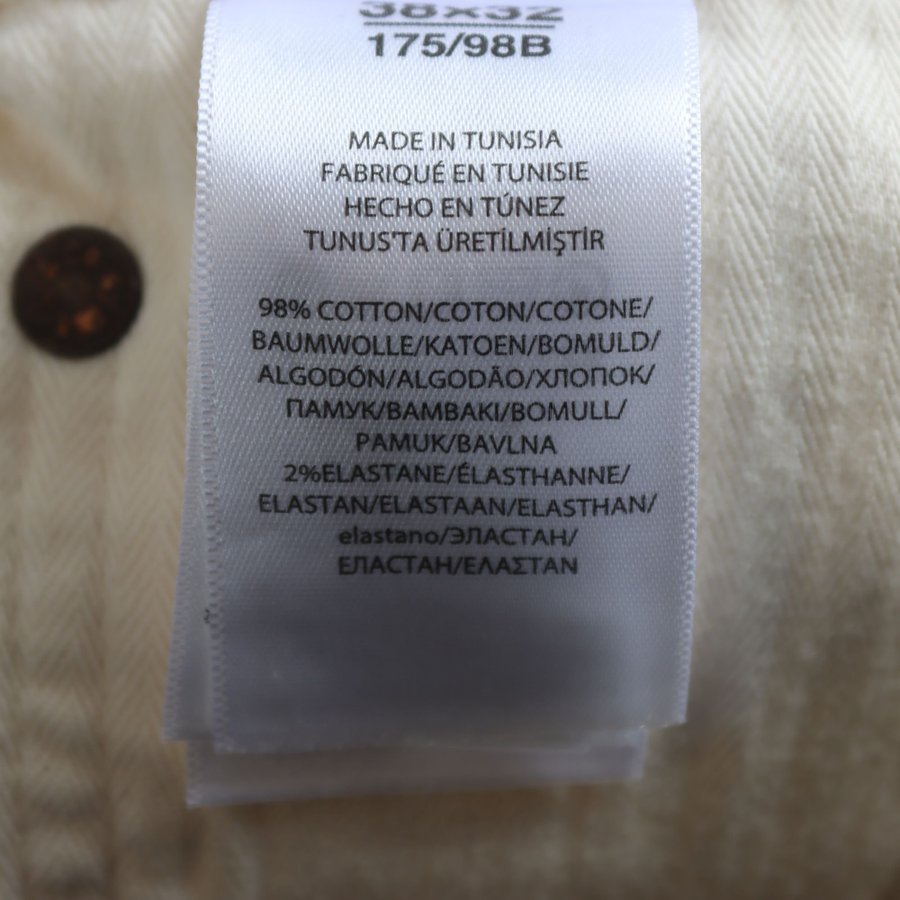 38x32
175/98B
MADE IN TUNISIA
FABRIQUÉ EN TUNISIE
HECHO EN TÚNEZ
TUNUS'TA ÜRETİLMİŞTİR
98% COTTON/COTON/COTONE/
BAUMWOLLE/KATOEN/BOMULD/
ALGODÓN/ALGODÃO/ХЛОПОК/
ПАМУК/ΒΑΜΒΑΚΙ/BOMULL/
PAMUK/BAVLNA
2%ELASTANE/ÉLASTHANNE/
ELASTAN/ELASTAAN/ELASTHAN/
elastano/ЭЛАСТАН/
ЕЛАСТАН/ΕΛΑΣΤΑΝ